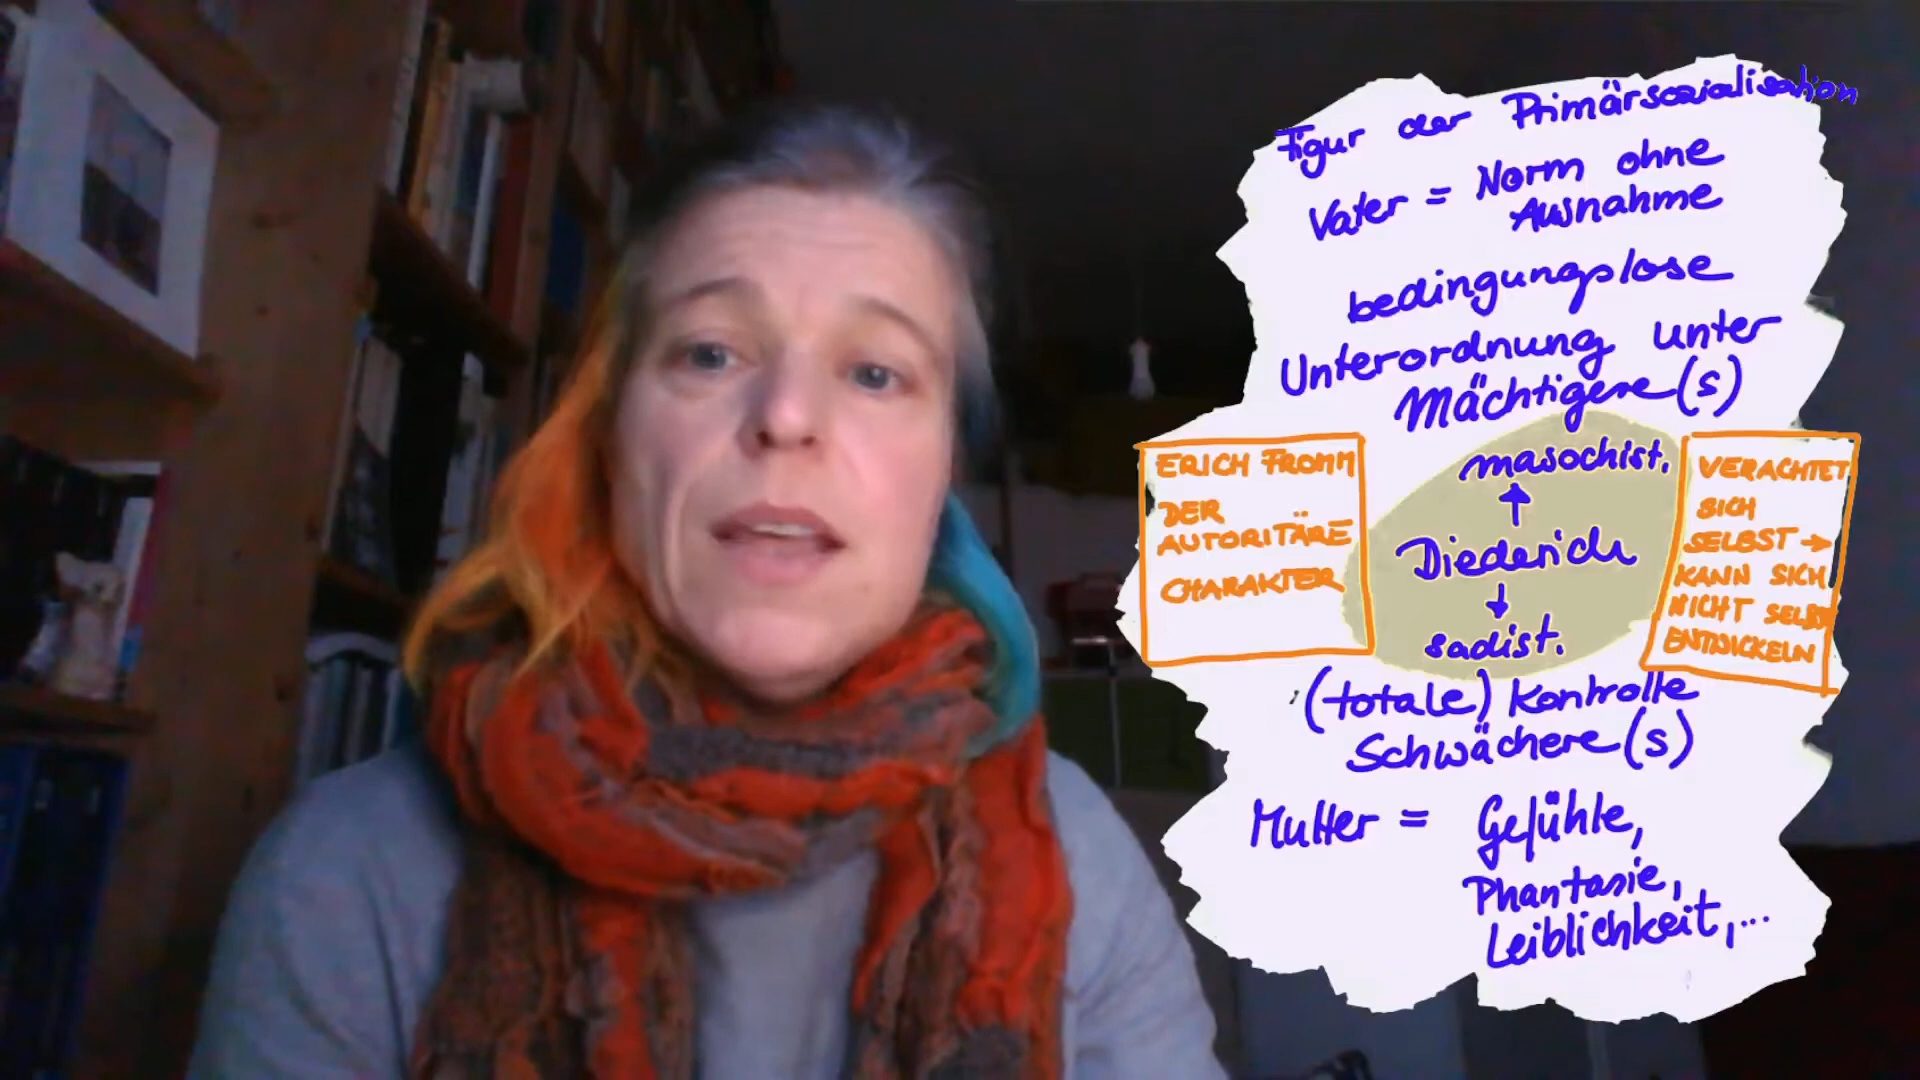 Figur der Primärsozialisation
Vater = Norm ohne
Ausnahme
bedingungslose
Unterordnung unter
Mächtigere(s)
masochist.
↑
Diederich
↓
sadist.
(totale) Kontrolle
Schwächere(s)
Mutter = Gefühle,
Phantasie,
Leiblichkeit,...
ERICH FROMM
DER
AUTORITÄRE
CHARAKTER
VERACHTET
SICH
SELBST →
KANN SICH
NICHT SELBST
ENTWICKELN